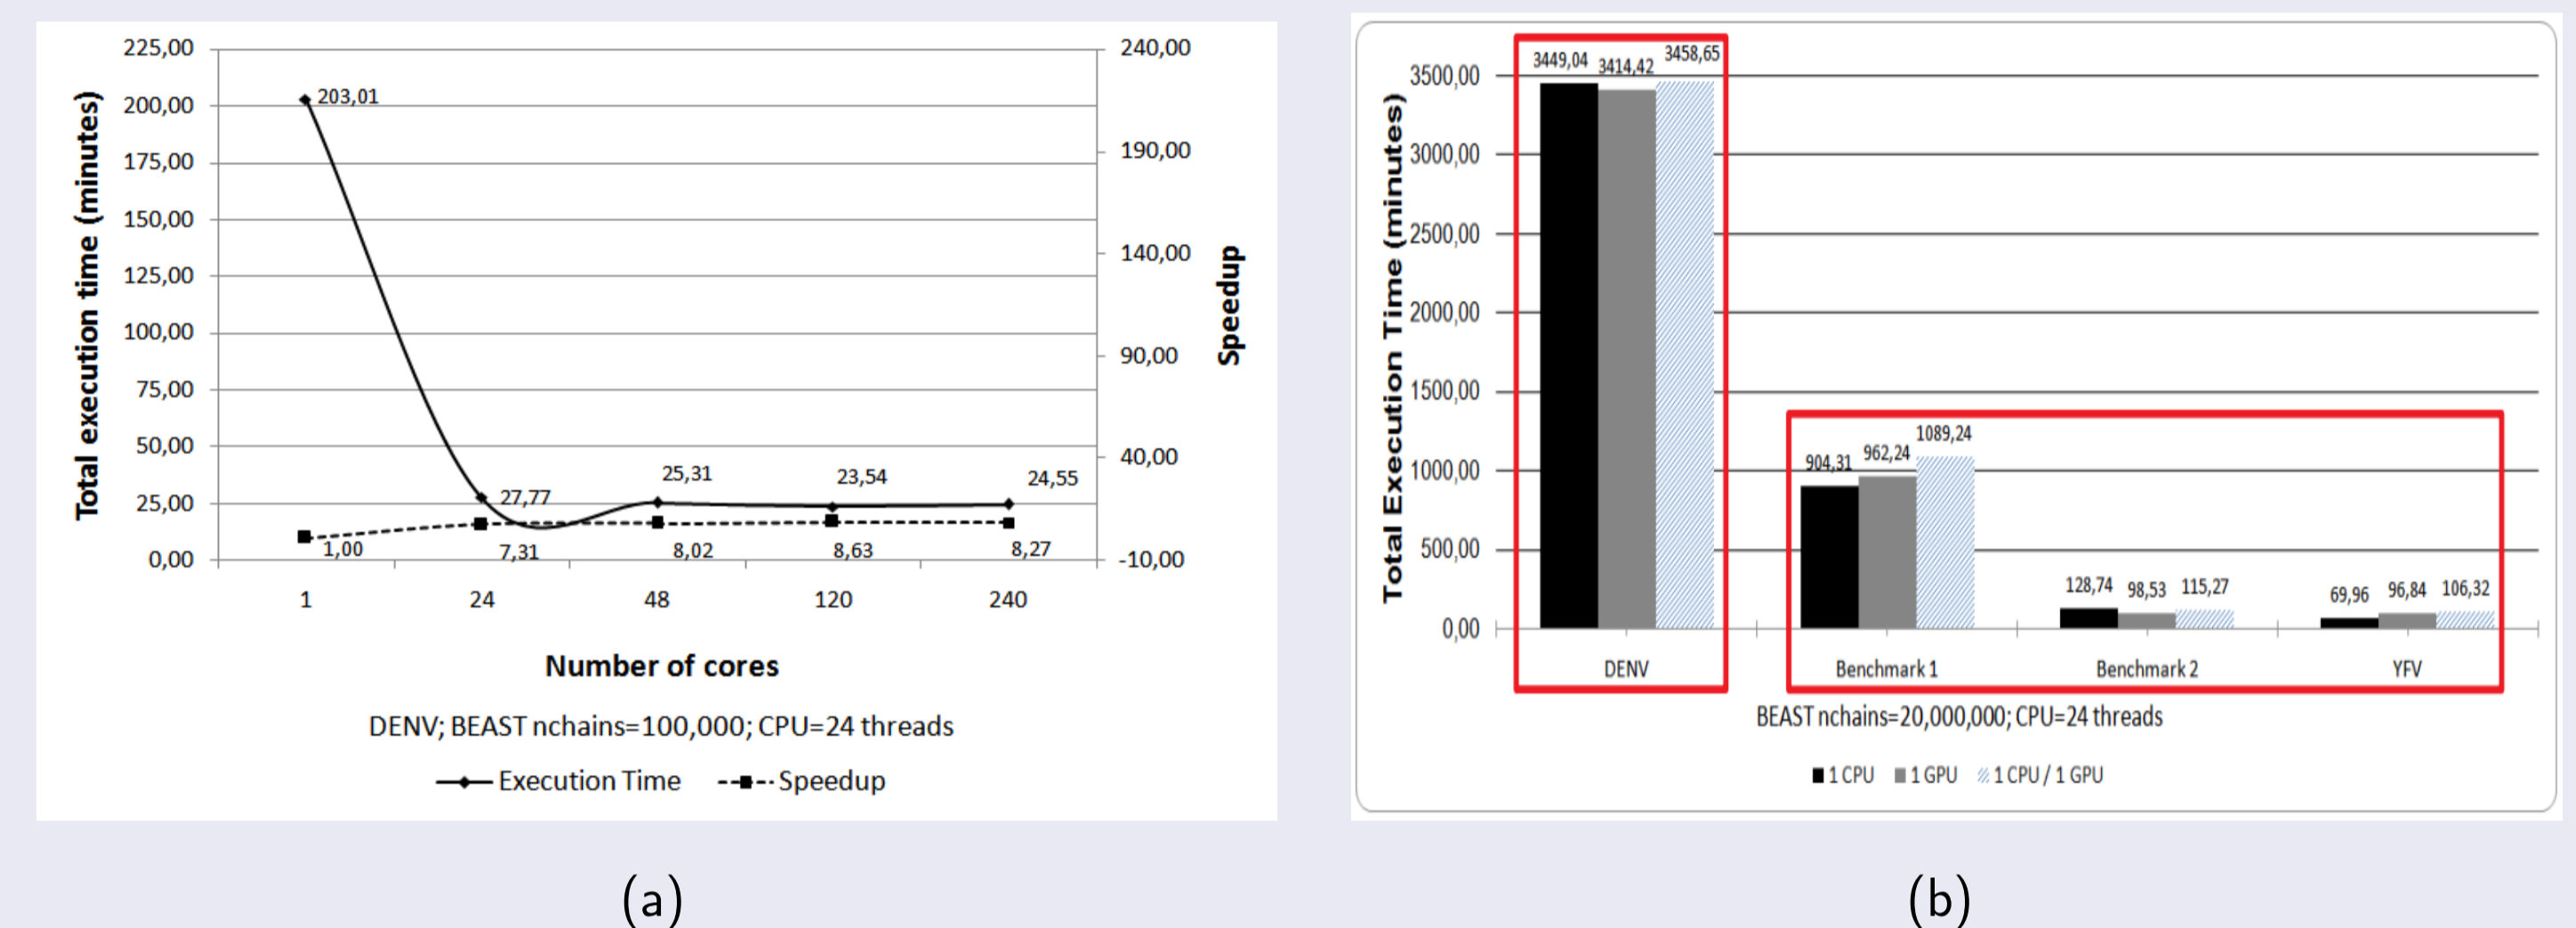 Total execution time (minutes)
225,00
200,00
175,00
150,00
125,00
100,00
75,00
50,00
25,00
0,00
240,00
190,00
140,00
90,00
40,00
-10,00
Speedup
203,01
27,77
25,31
23,54
24,55
1,00
7,31
8,02
8,63
8,27
1 24 48 120 240
Number of cores
DENV; BEAST nchains=100,000; CPU=24 threads
Execution Time Speedup
(a)
Total Execution Time (minutes)
3500,00
3000,00
2500,00
2000,00
1500,00
1000,00
500,00
0,00
3449,04 3414,42 3458,65
904,31 962,24 1089,24
128,74 98,53 115,27
69,96 96,84 106,32
DENV Benchmark 1 Benchmark 2 YFV
BEAST nchains=20,000,000; CPU=24 threads
1 CPU 1 GPU 1 CPU / 1 GPU
(b)